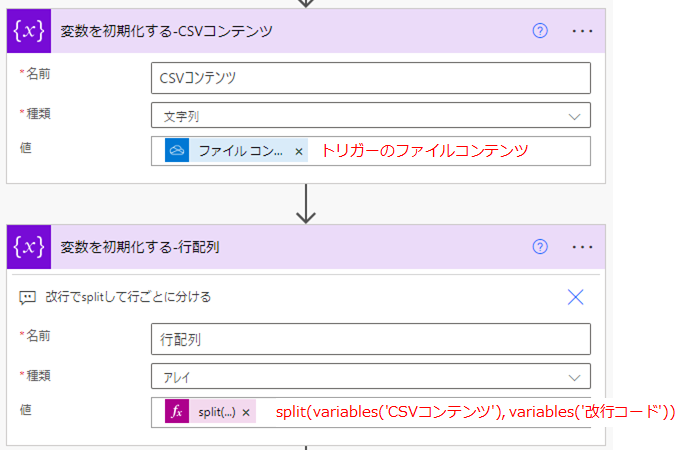 {x} 変数を初期化する-CSVコンテンツ ? ...
*名前 CSVコンテンツ
*種類 文字列
値 ファイル コン... × トリガーのファイルコンテンツ
{x} 変数を初期化する-行配列 ? ...
改行でsplitして行ごとに分ける
*名前 行配列
*種類 アレイ
値 fx split(...) × split(variables('CSVコンテンツ'), variables('改行コード'))